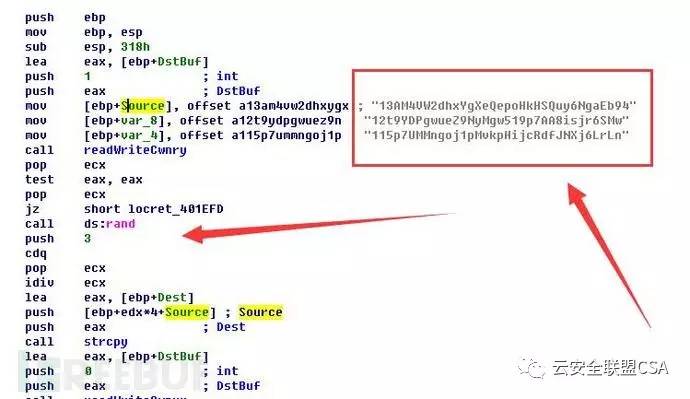 push ebp
mov ebp, esp
sub esp, 318h
lea eax, [ebp+DstBuf]
push 1 ; int
push eax ; DstBuf
mov [ebp+Source], offset a13am4vw2dhxygx ; "13AM4VW2dhxYgXeQepoHkHSQuy6NgaEb94"
mov [ebp+var_8], offset a12t9ydpgwuez9n "12t9YDPgwueZ9NyMgw519p7AA8isjr6SMw"
mov [ebp+var_4], offset a115p7ummngoj1p "115p7UMMngoj1pMvkpHijcRdfJNXj6LrLn"
call readWriteCwnry
pop ecx
test eax, eax
pop ecx
jz short locret_401EFD
call ds:rand
push 3
cdq
pop ecx
idiv ecx
lea eax, [ebp+Dest]
push [ebp+edx*4+Source] ; Source
push eax ; Dest
call strcpy
lea eax, [ebp+DstBuf]
push 0 ; int
push eax ; DstBuf
REEBUF
云安全联盟CSA